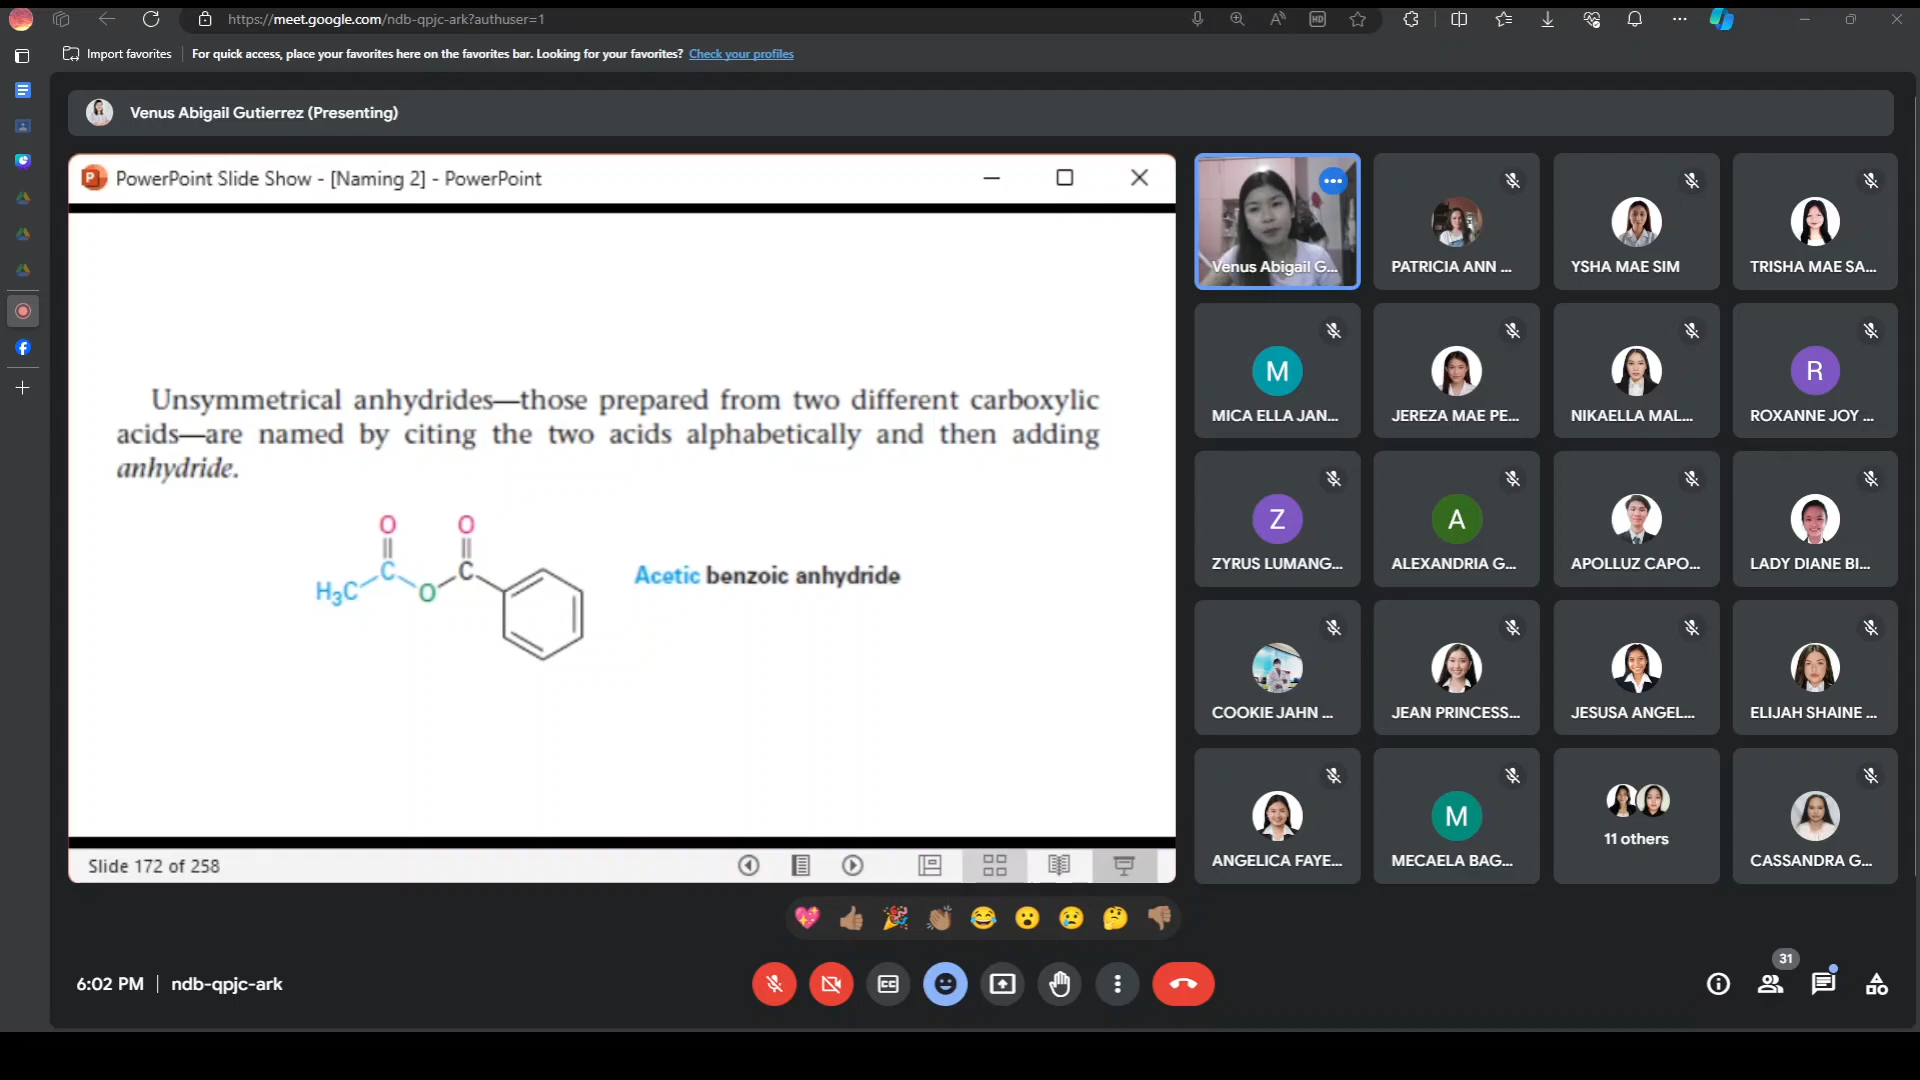 https://meet.google.com/ndb-qpjc-ark?authuser=1
Import favorites
For quick access, place your favorites here on the favorites bar. Looking for your favorites? Check your profiles
Venus Abigail Gutierrez (Presenting)
PowerPoint Slide Show - [Naming 2] - PowerPoint
Unsymmetrical anhydrides—those prepared from two different carboxylic
acids—are named by citing the two acids alphabetically and then adding
anhydride.
O O
C C
H3C O
Acetic benzoic anhydride
Slide 172 of 258
Venus Abigail G...
PATRICIA ANN ...
YSHA MAE SIM
TRISHA MAE SA...
M
MICA ELLA JAN...
JEREZA MAE PE...
NIKAELLA MAL...
R
ROXANNE JOY ...
Z
ZYRUS LUMANG...
A
ALEXANDRIA G...
APOLLUZ CAPO...
LADY DIANE BI...
COOKIE JAHN ...
JEAN PRINCESS...
JESUSA ANGEL...
ELIJAH SHAINE ...
ANGELICA FAYE...
M
MECAELA BAG...
11 others
CASSANDRA G...
6:02 PM | ndb-qpjc-ark
31